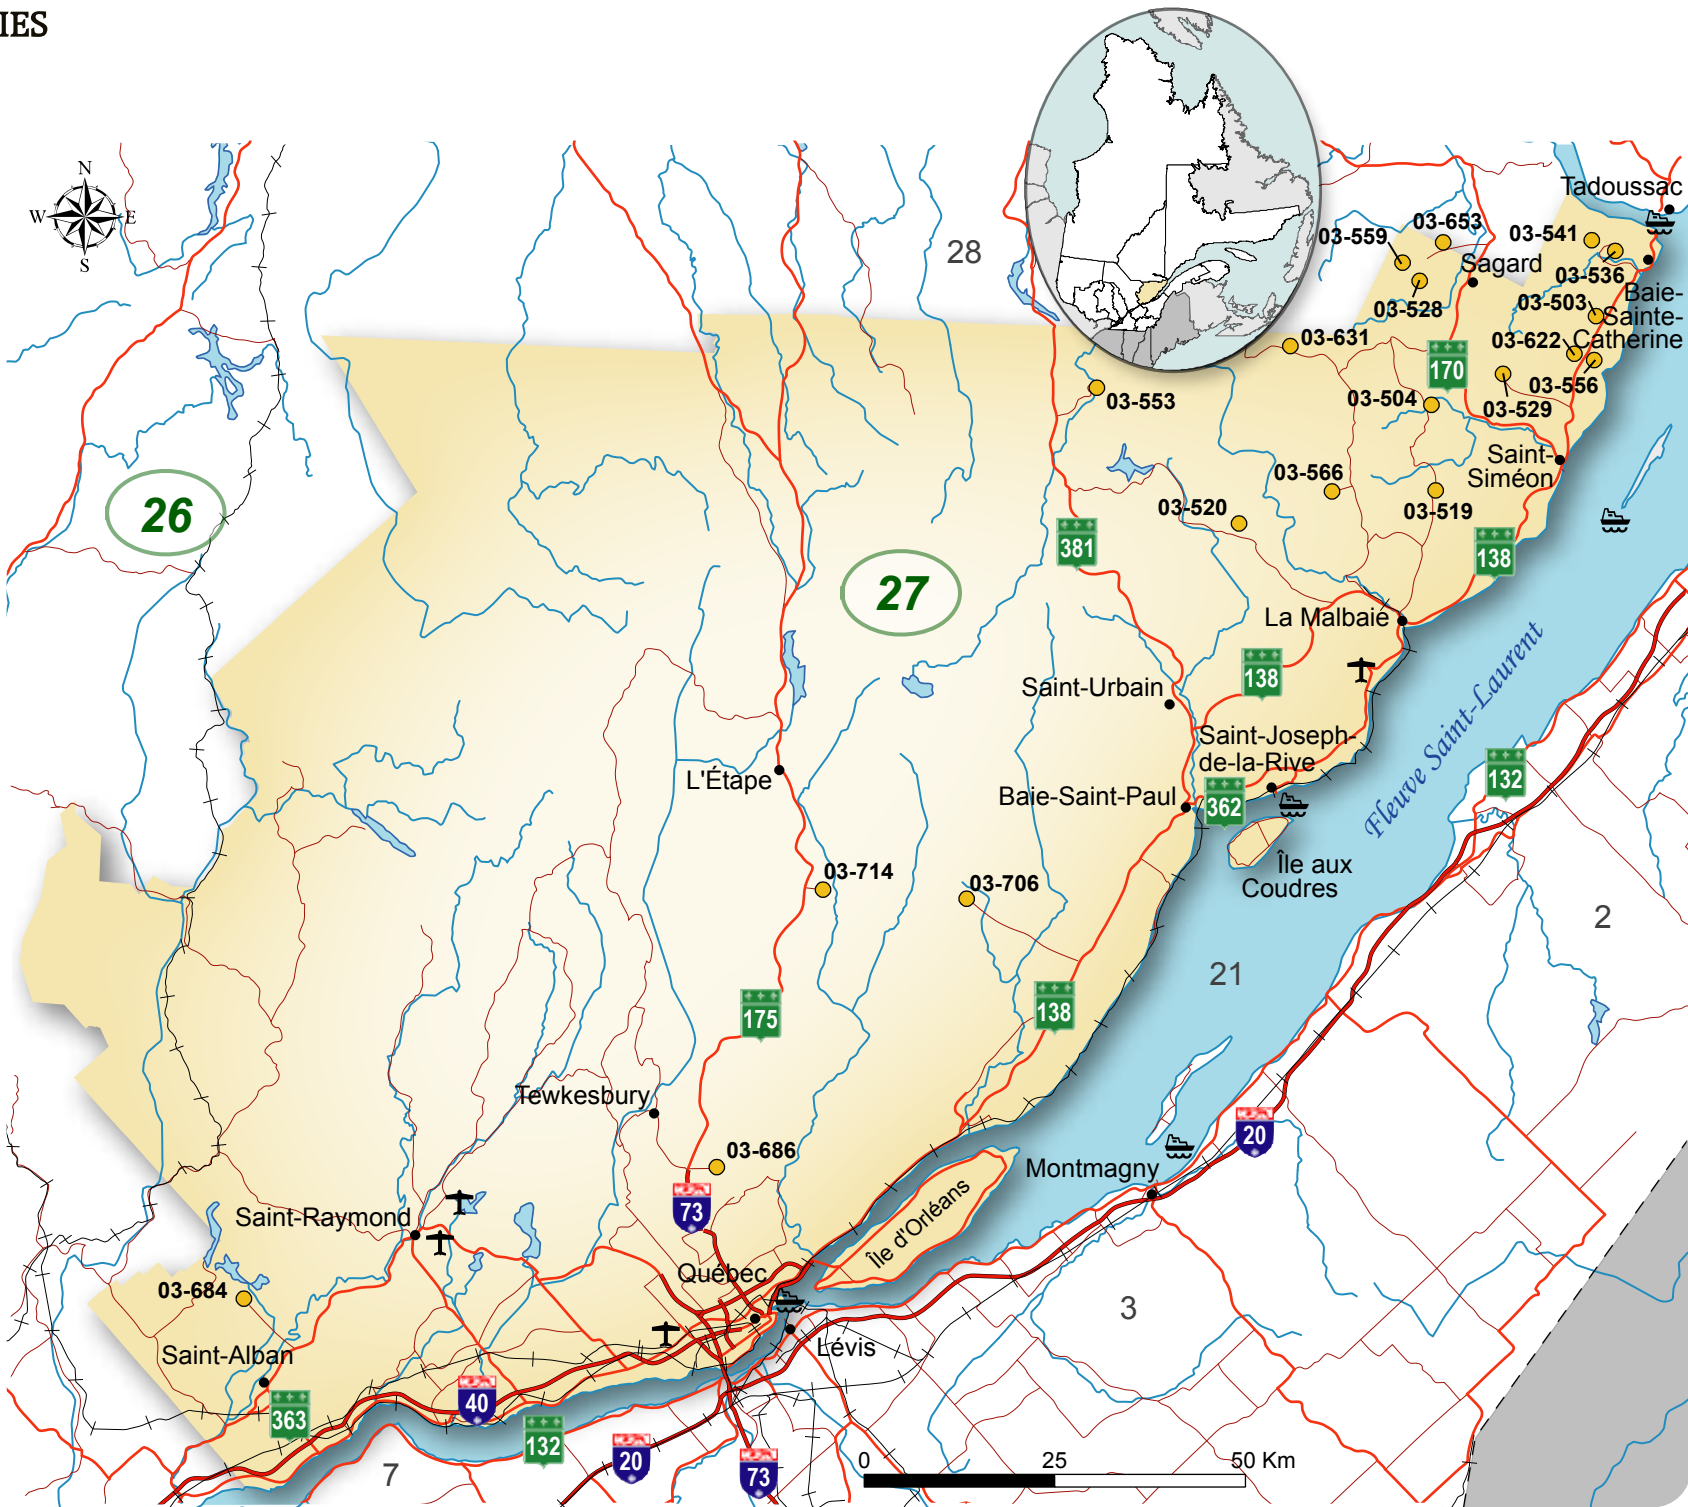 IES
N
W
E
S
28
Tadoussac
03-653
03-541
03-559
Sagard
03-536
03-528
03-503
Baie-
Sainte-
Catherine
03-622
03-631
170
03-556
03-553
03-504
03-529
Saint-
Siméon
26
03-566
03-520
03-519
381
138
27
La Malbaie
138
Saint-Urbain
Fleuve Saint-Laurent
Saint-Joseph-
de-la-Rive
L'Étape
132
Baie-Saint-Paul
362
Île aux
Coudres
03-714
03-706
2
21
175
138
Tewkesbury
20
03-686
Montmagny
73
Île d'Orléans
Saint-Raymond
Québec
03-684
3
Lévis
Saint-Alban
40
363
132
20
73
7
0
25
50 Km